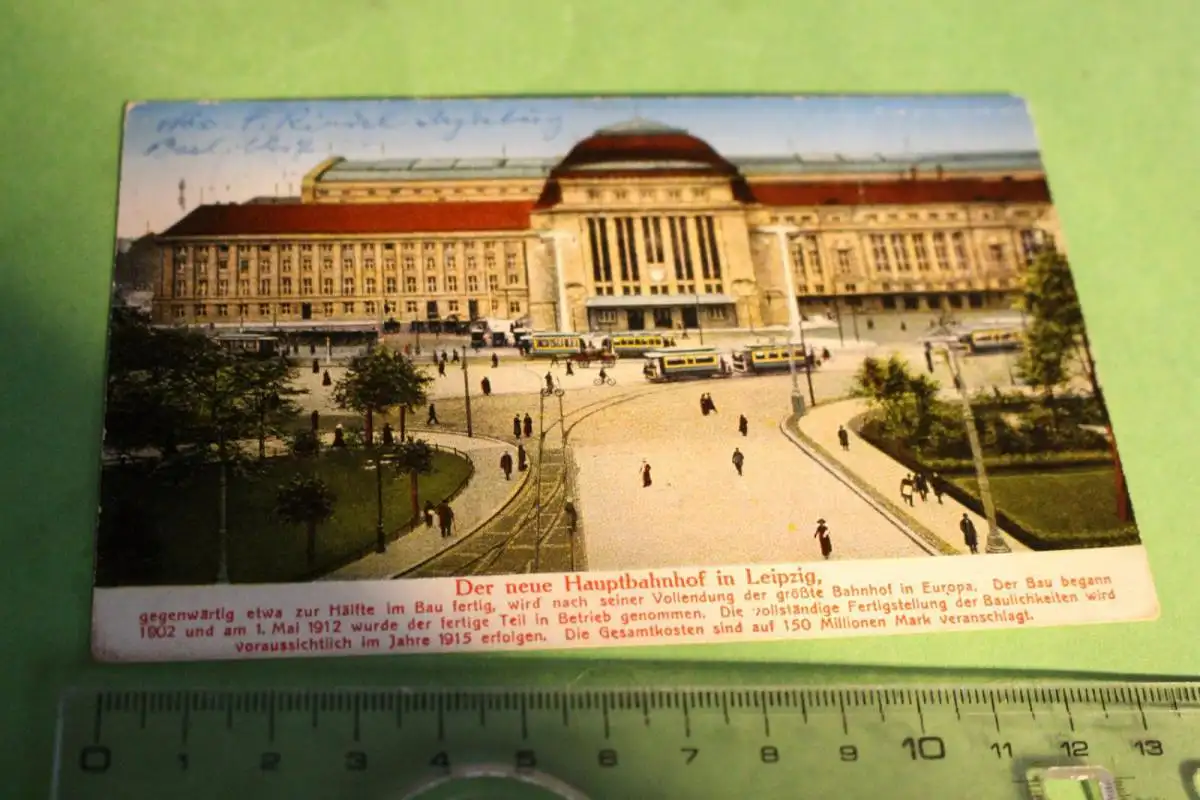 Magdeburg
Der neue Hauptbahnhof in Leipzig,
gegenwärtig etwa zur Hälfte im Bau fertig, wird nach seiner Vollendung der größte Bahnhof in Europa. Der Bau begann
1902 und am 1. Mai 1912 wurde der fertige Teil in Betrieb genommen. Die vollständige Fertigstellung der Baulichkeiten wird
voraussichtlich im Jahre 1915 erfolgen. Die Gesamtkosten sind auf 150 Millionen Mark veranschlagt.
0 1 2 3 4 5 6 7 8 9 10 11 12 13